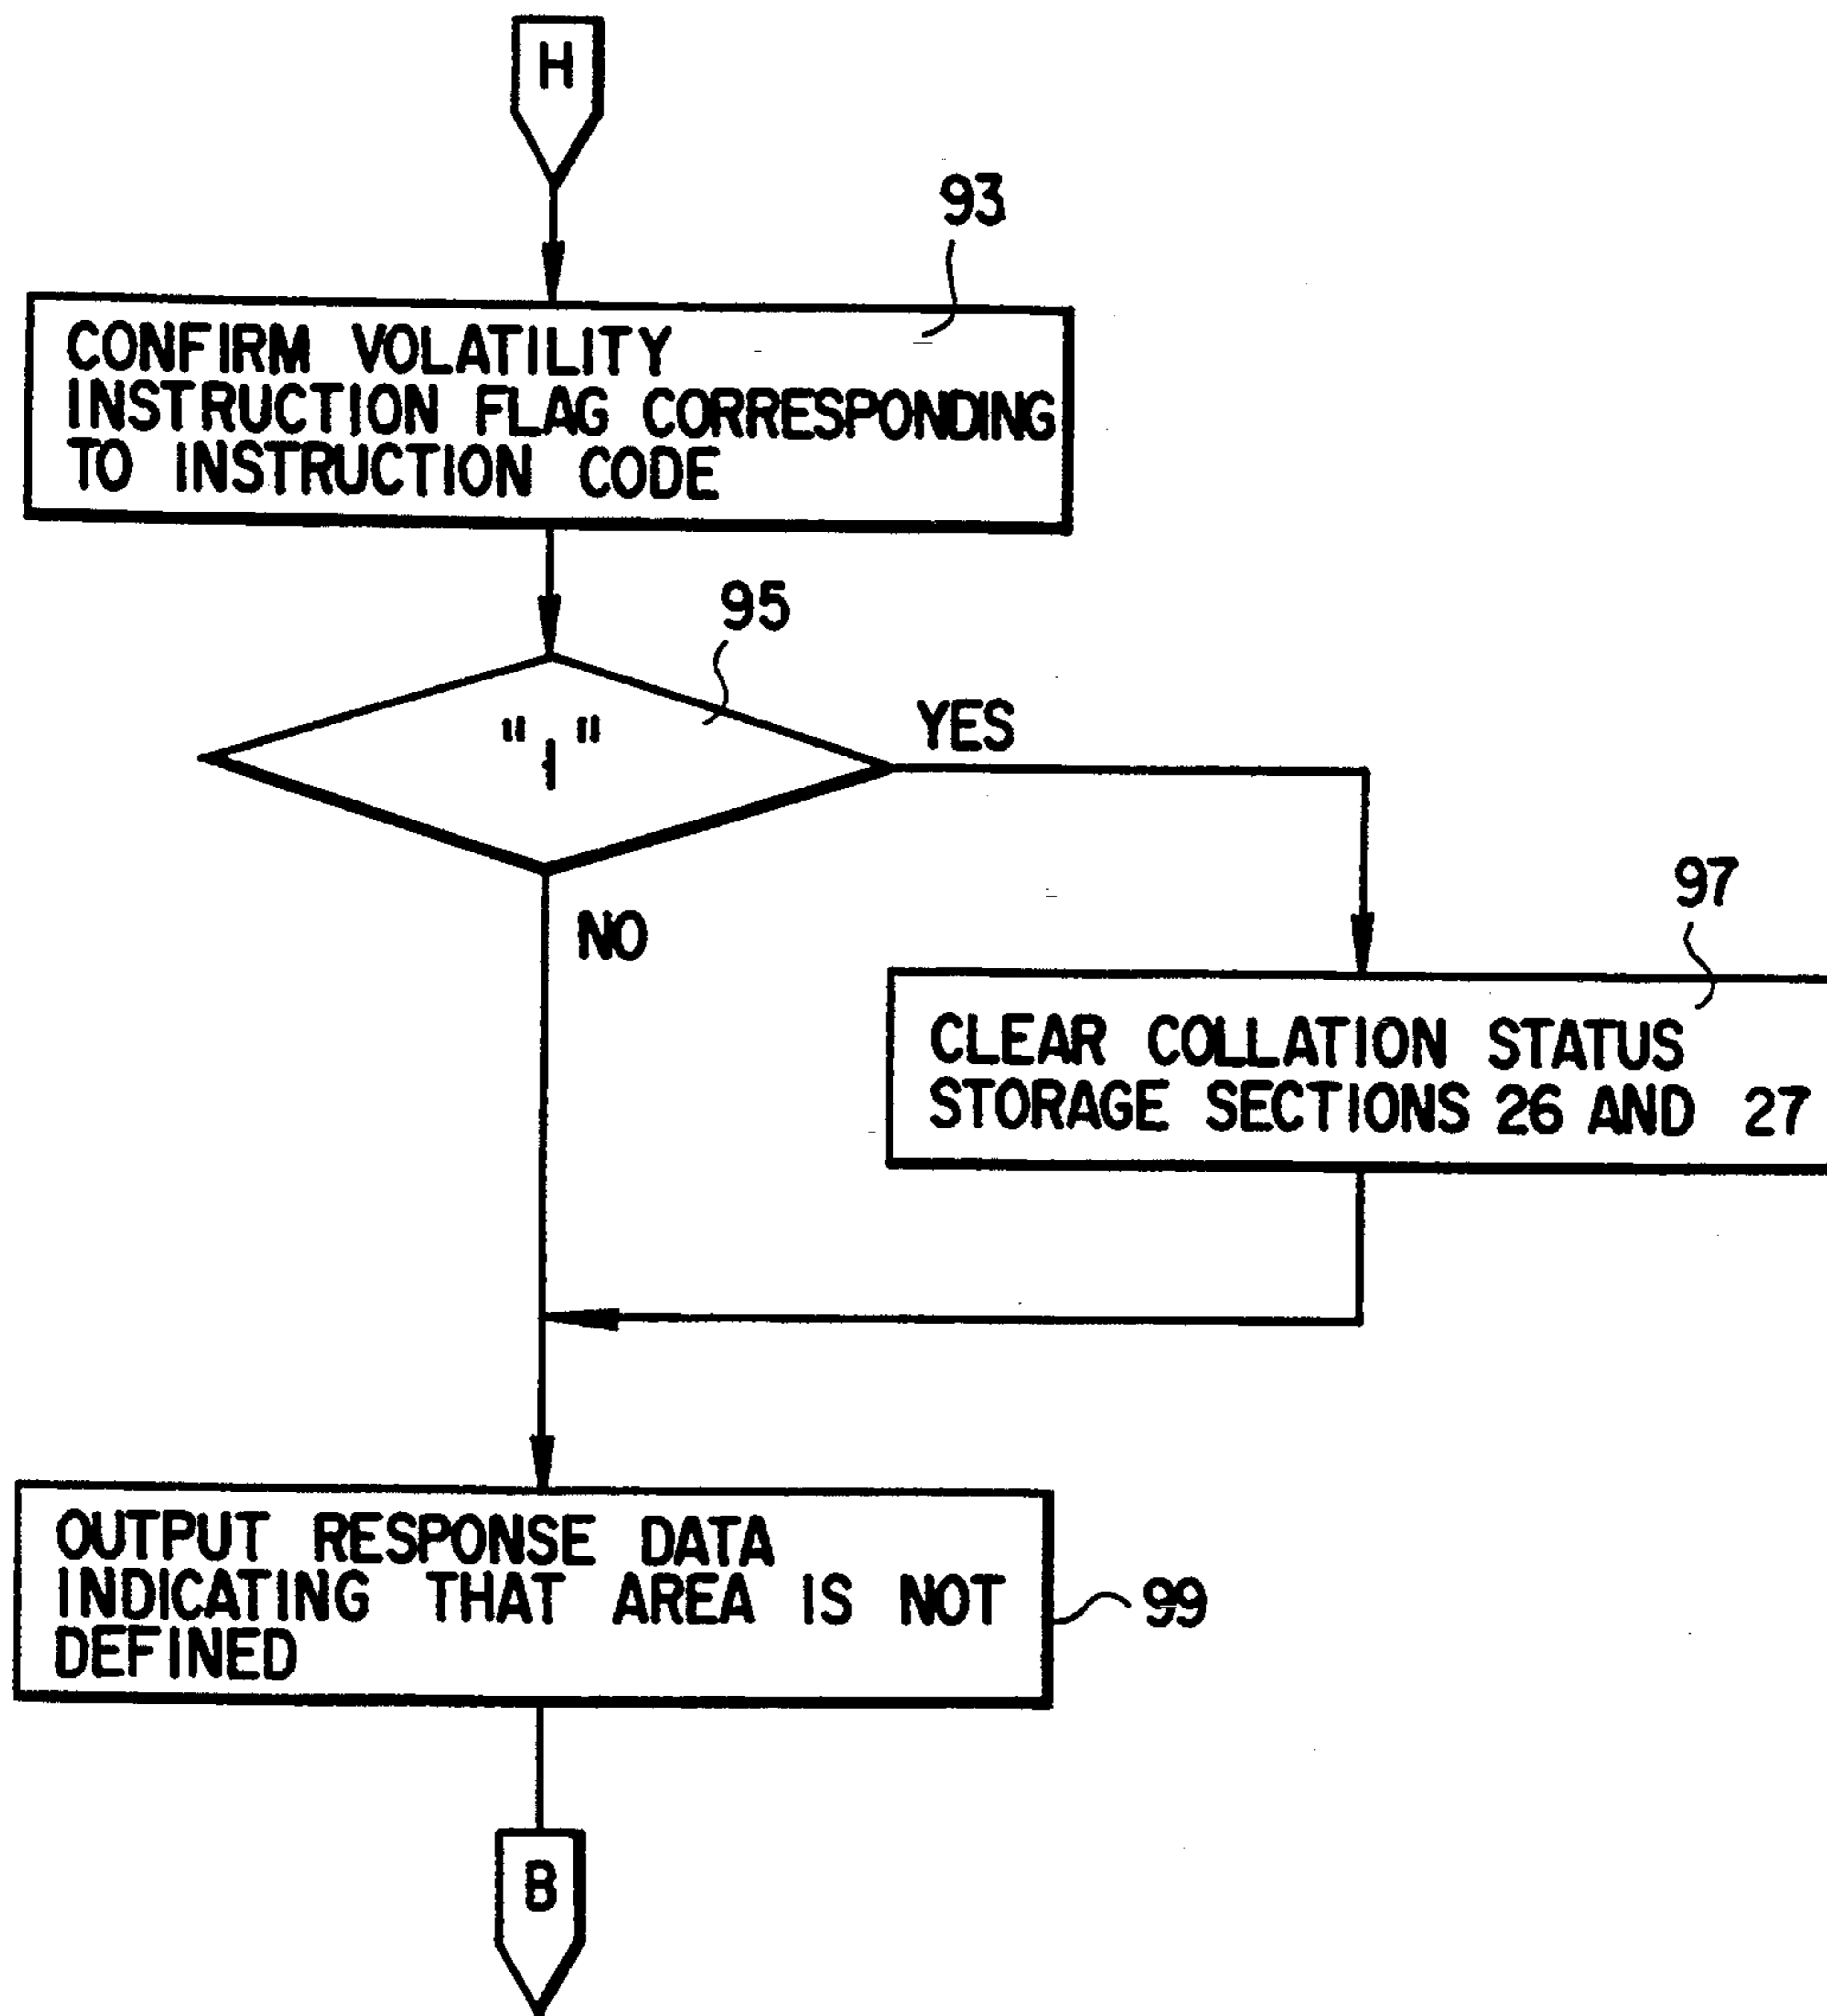 H
93
CONFIRM VOLATILITY
INSTRUCTION FLAG CORRESPONDING
TO INSTRUCTION CODE
95
"1"
YES
NO
97
CLEAR COLLATION STATUS
STORAGE SECTIONS 26 AND 27
OUTPUT RESPONSE DATA
INDICATING THAT AREA IS NOT
DEFINED
99
B